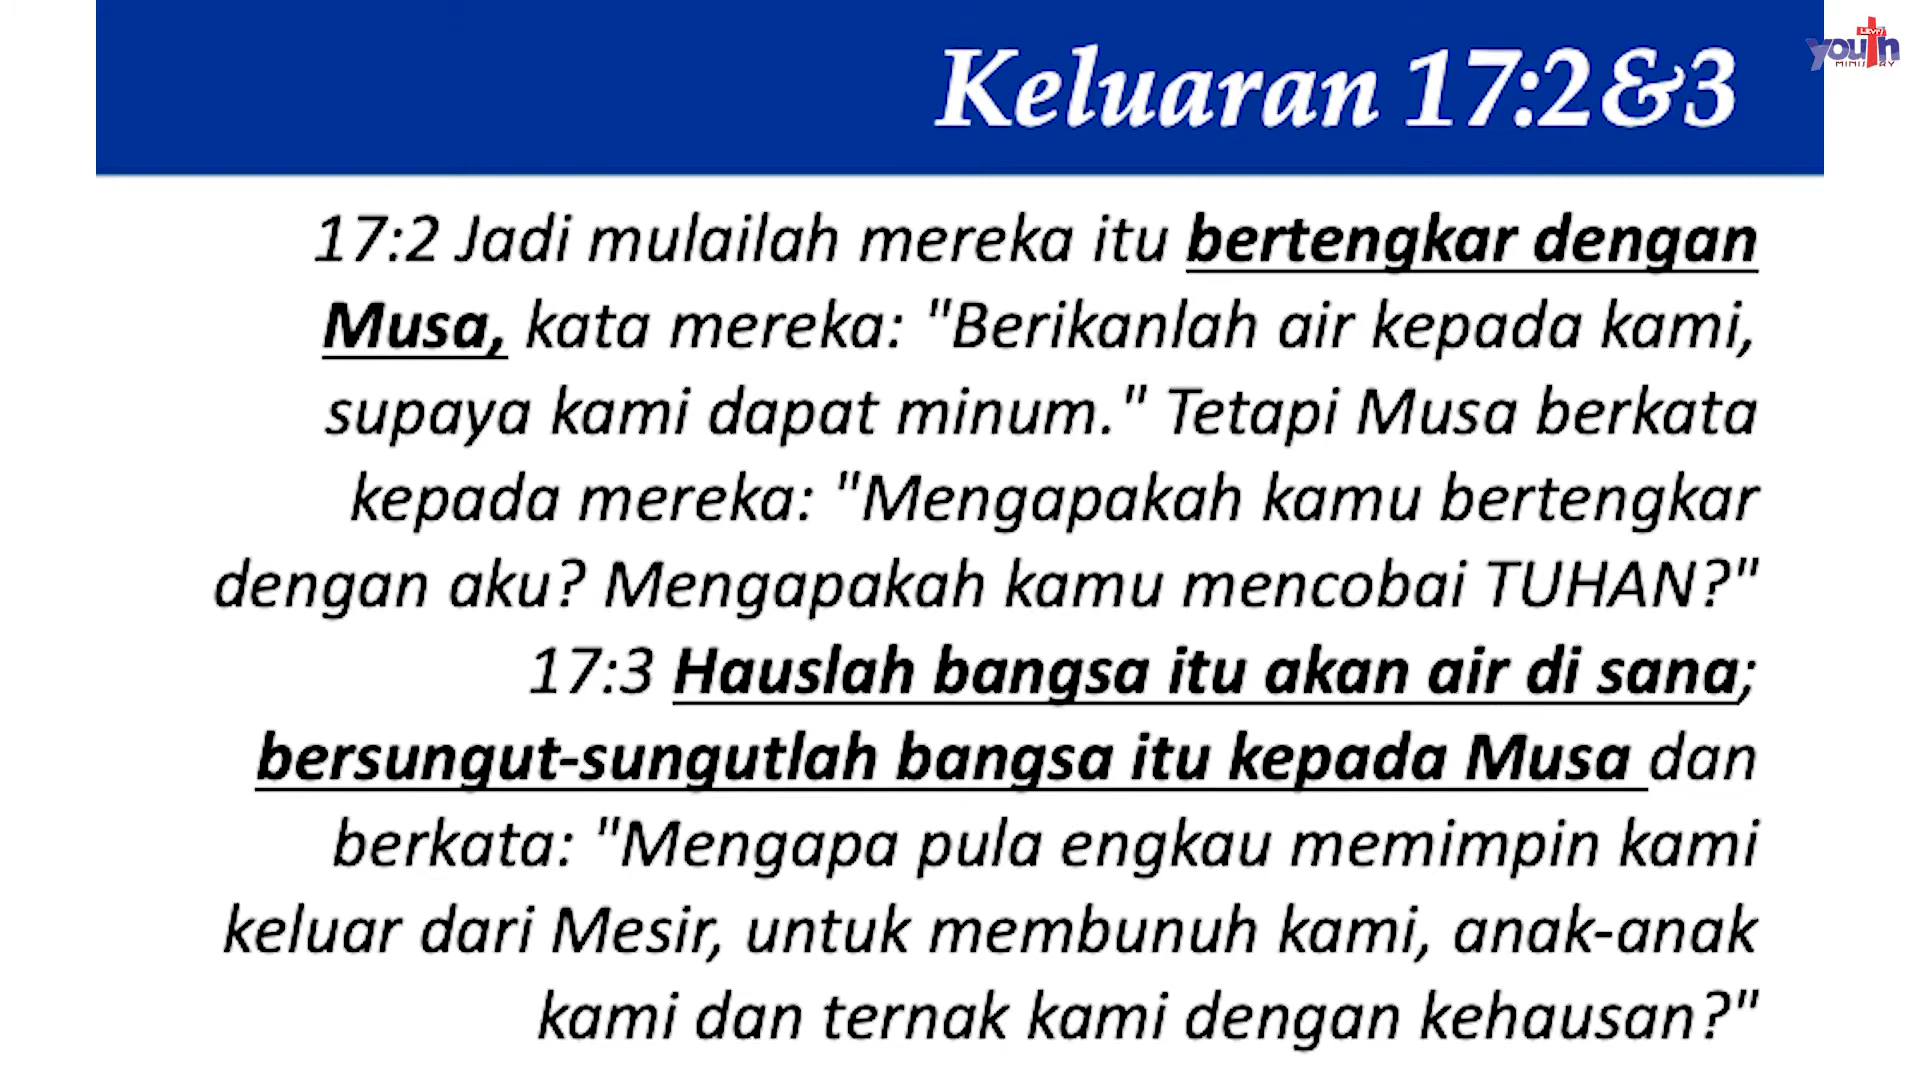 Keluaran 17:2&3
LEVI
youth
MINISTRY
17:2 Jadi mulailah mereka itu bertengkar dengan
Musa, kata mereka: "Berikanlah air kepada kami,
supaya kami dapat minum." Tetapi Musa berkata
kepada mereka: "Mengapakah kamu bertengkar
dengan aku? Mengapakah kamu mencobai TUHAN?"
17:3 Hauslah bangsa itu akan air di sana;
bersungut-sungutlah bangsa itu kepada Musa dan
berkata: "Mengapa pula engkau memimpin kami
keluar dari Mesir, untuk membunuh kami, anak-anak
kami dan ternak kami dengan kehausan?"